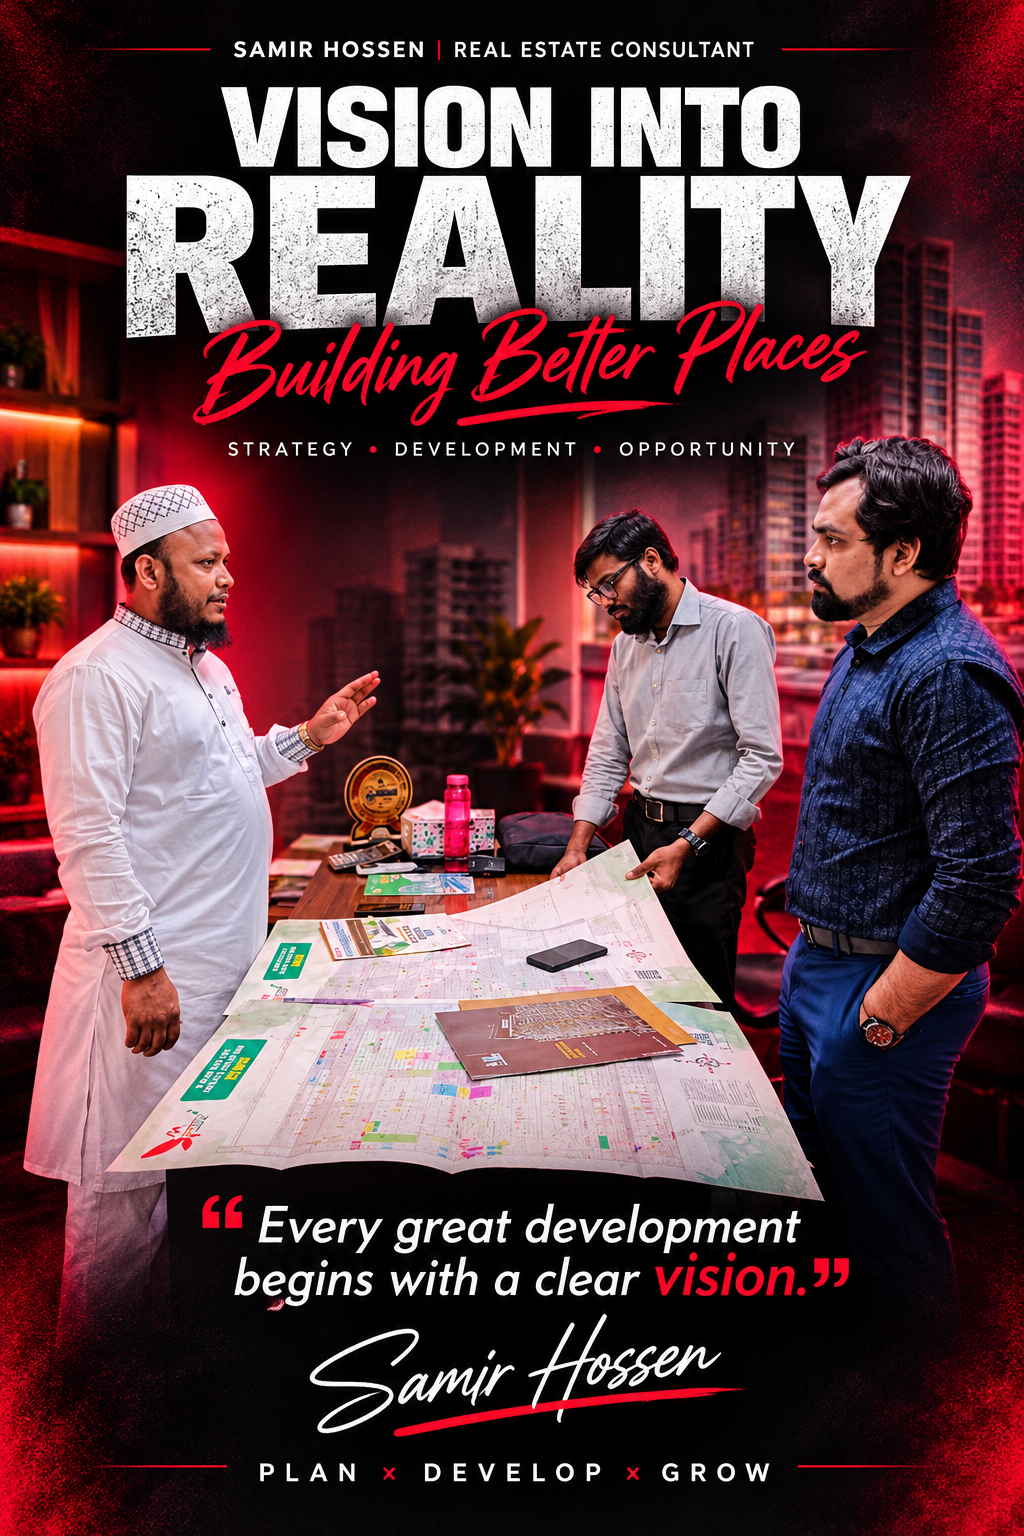 SAMIR HOSSEN | REAL ESTATE CONSULTANT
VISION INTO
REALITY
Building Better Places
STRATEGY • DEVELOPMENT • OPPORTUNITY
“Every great development
begins with a clear vision.”
Samir Hossen
PLAN × DEVELOP × GROW